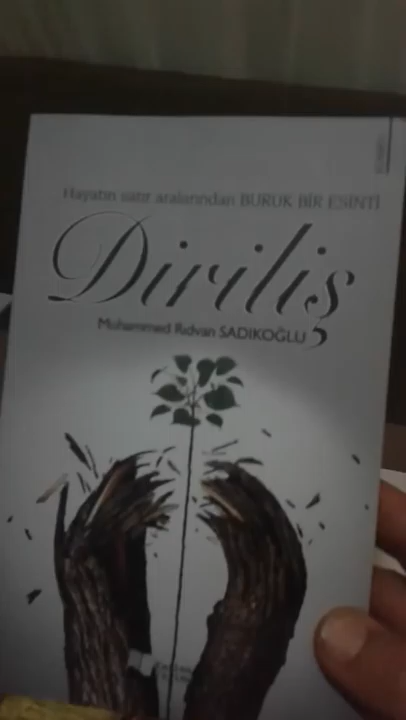 Hayatın satır aralarından BURUK BİR ESİNTİ
Diriliş
Muhammed Rıdvan SADIKOĞLU